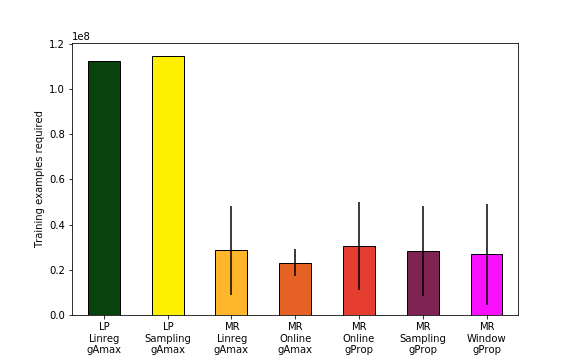 1e8
1.2
1.0
0.8
0.6
0.4
0.2
0.0
Training examples required
LP
Linreg
gAmax
LP
Sampling
gAmax
MR
Linreg
gAmax
MR
Online
gAmax
MR
Online
gProp
MR
Sampling
gProp
MR
Window
gProp